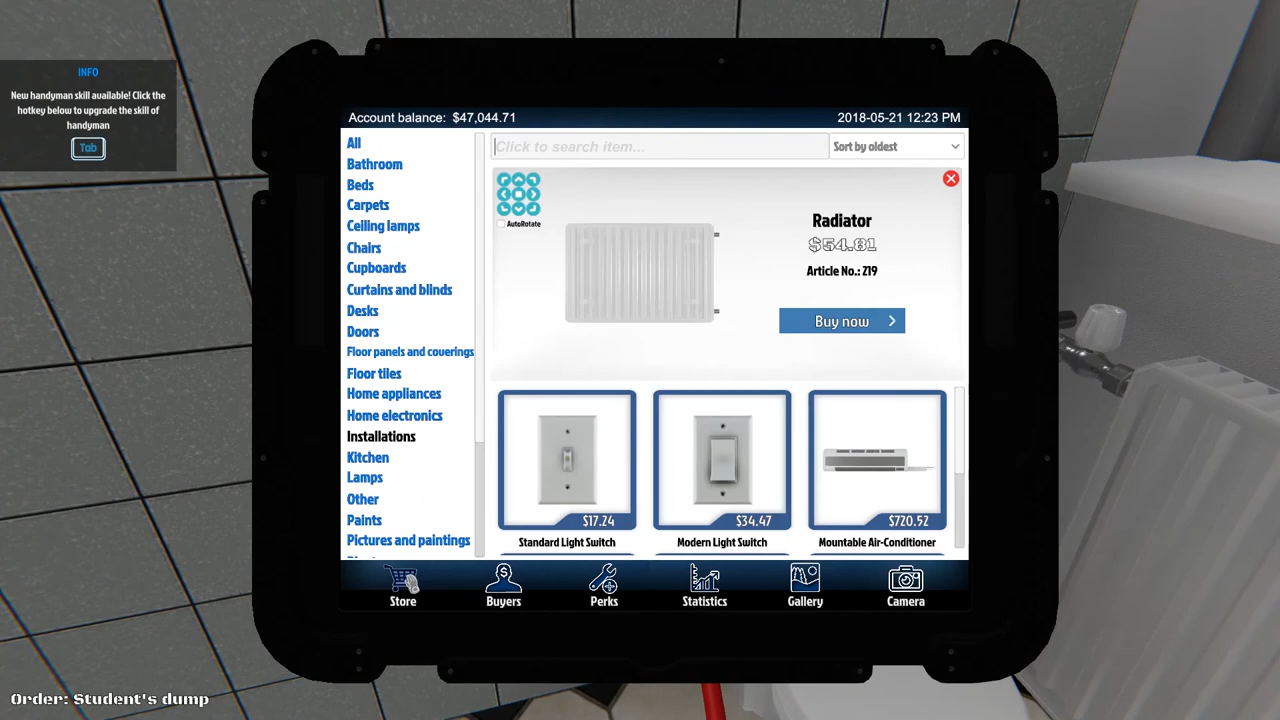 INFO
New handyman skill available! Click the
hotkey below to upgrade the skill of
handyman
Tab
Account balance: $47,044.71
2018-05-21 12:23 PM
All
Bathroom
Beds
Carpets
Ceiling lamps
Chairs
Cupboards
Curtains and blinds
Desks
Doors
Floor panels and coverings
Floor tiles
Home appliances
Home electronics
Installations
Kitchen
Lamps
Other
Paints
Pictures and paintings
Click to search item...
Sort by oldest
AutoRotate
Radiator
$54.81
Article No.: Z19
Buy now
$17.24
$34.47
$720.52
Standard Light Switch
Modern Light Switch
Mountable Air-Conditioner
Store
Buyers
Perks
Statistics
Gallery
Camera
Order: Student's dump